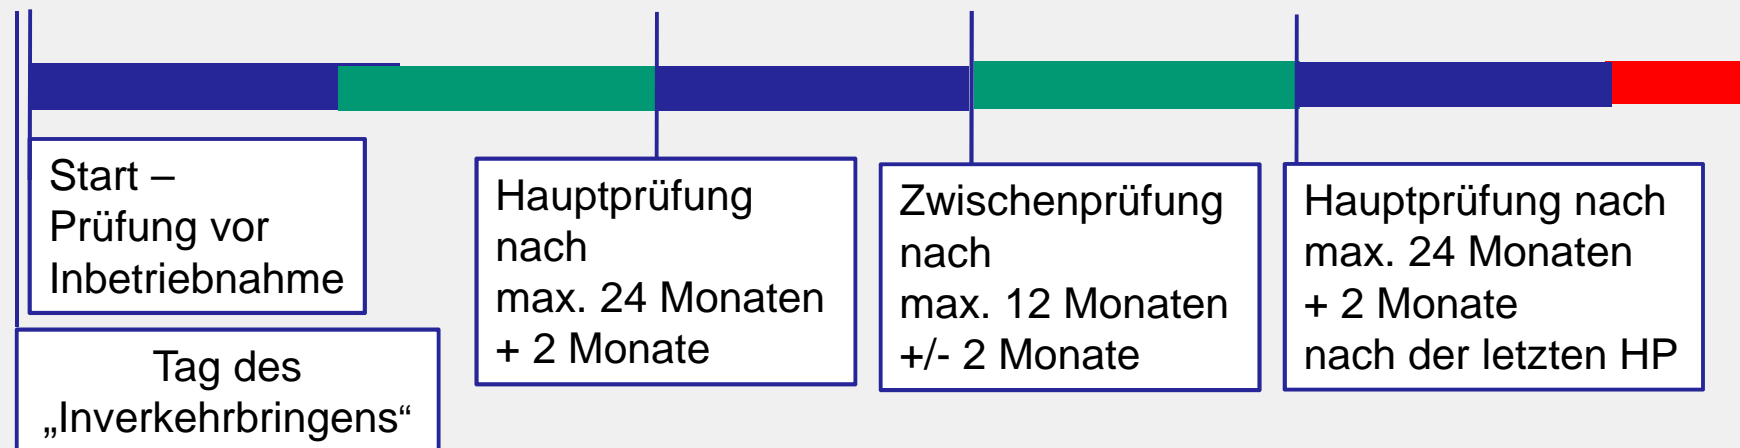 Start –
Prüfung vor
Inbetriebnahme
Tag des
„Inverkehrbringens“
Hauptprüfung
nach
max. 24 Monaten
+ 2 Monate
Zwischenprüfung
nach
max. 12 Monaten
+/- 2 Monate
Hauptprüfung nach
max. 24 Monaten
+ 2 Monate
nach der letzten HP